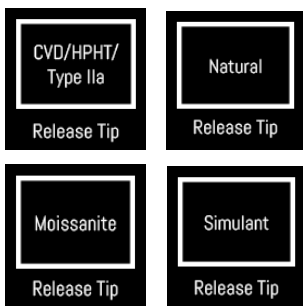 CVD/HPHT/
Type IIa
Release Tip
Natural
Release Tip
Moissanite
Release Tip
Simulant
Release Tip